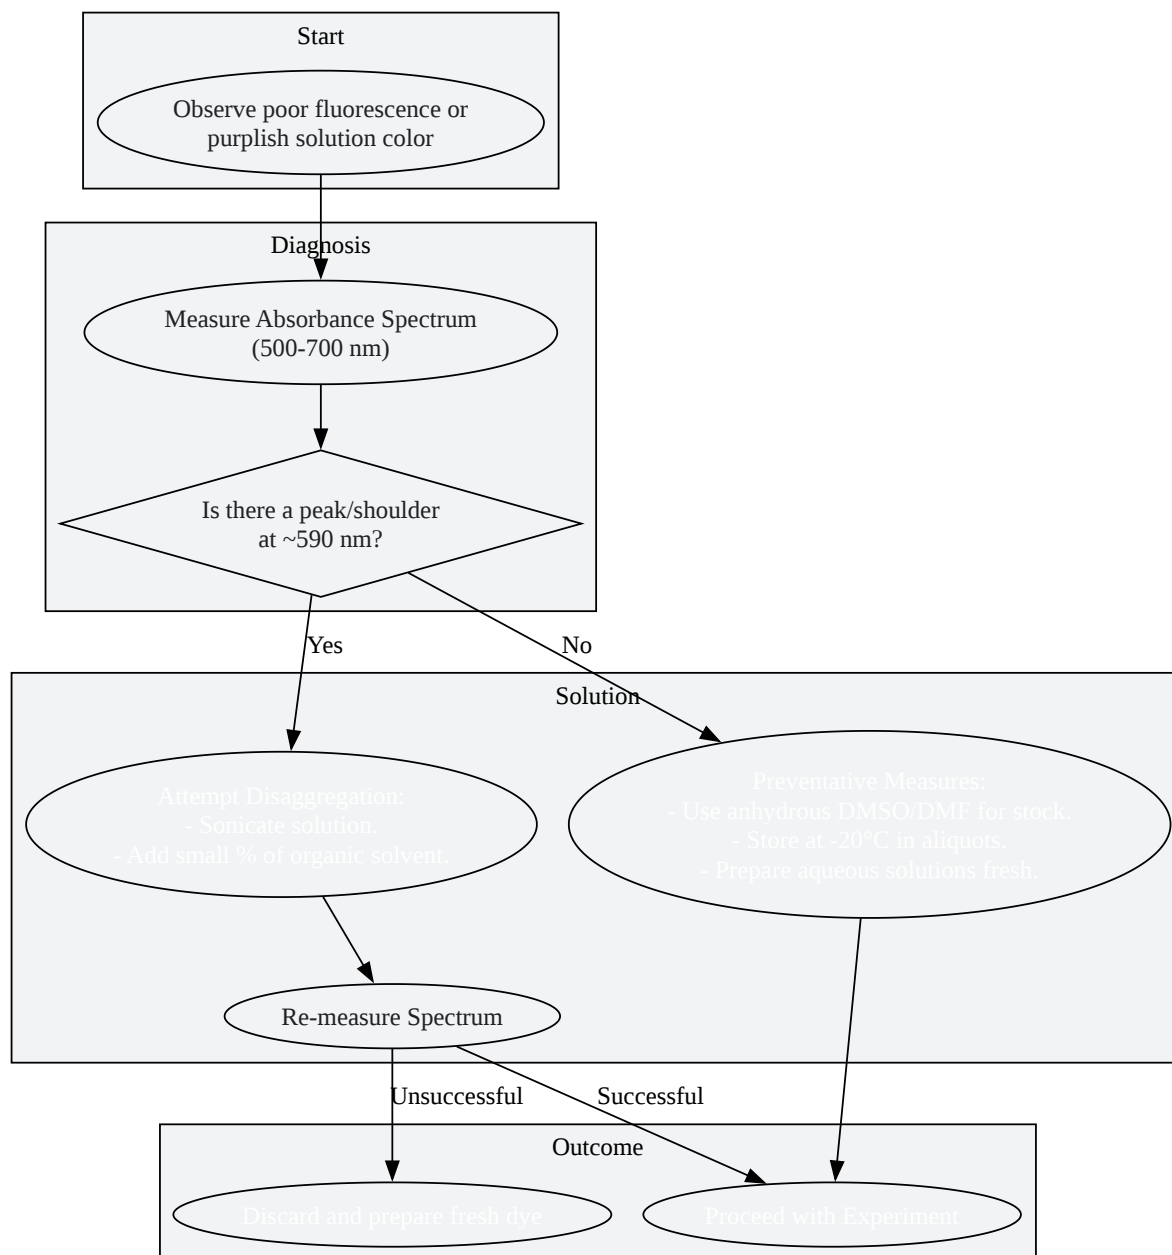 Start
Observe poor fluorescence or
purplish solution color
Diagnosis
Measure Absorbance Spectrum
(500-700 nm)
Is there a peak/shoulder
at ~590 nm?
Yes
No
Solution
Attempt Disaggregation:
- Sonicate solution.
- Add small % of organic solvent.
Preventative Measures:
- Use anhydrous DMSO/DMF for stock.
- Store at -20°C in aliquots.
- Prepare aqueous solutions fresh.
Re-measure Spectrum
Unsuccessful
Successful
Outcome
Discard and prepare fresh dye
Proceed with Experiment